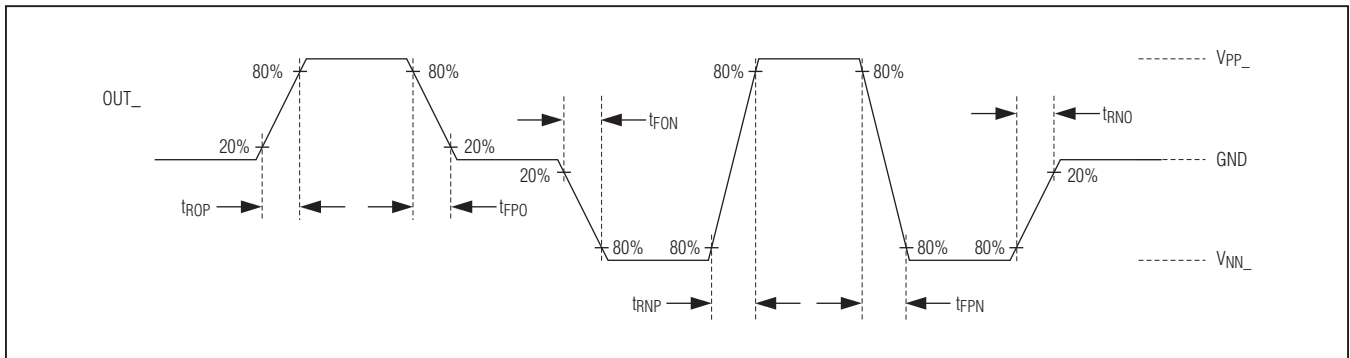 80% 80% 80% 80% VPP_
OUT_
tFON tRNO
20% 20% GND
20% 20%
tROP tFPO
80% 80% 80% 80% VNN_
tRNP tFPN